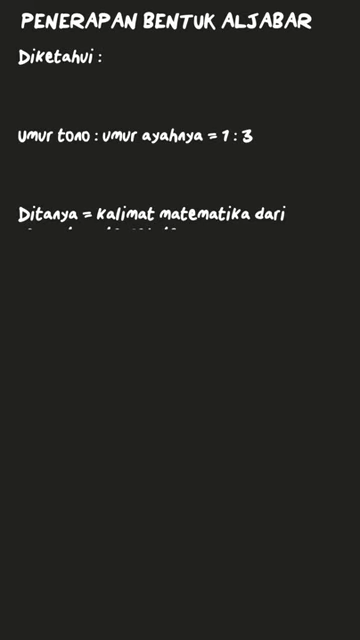 PENERAPAN BENTUK ALJABAR
Diketahui :
umur tono : umur ayahnya = 1 : 3
Ditanya = kalimat matematika dari